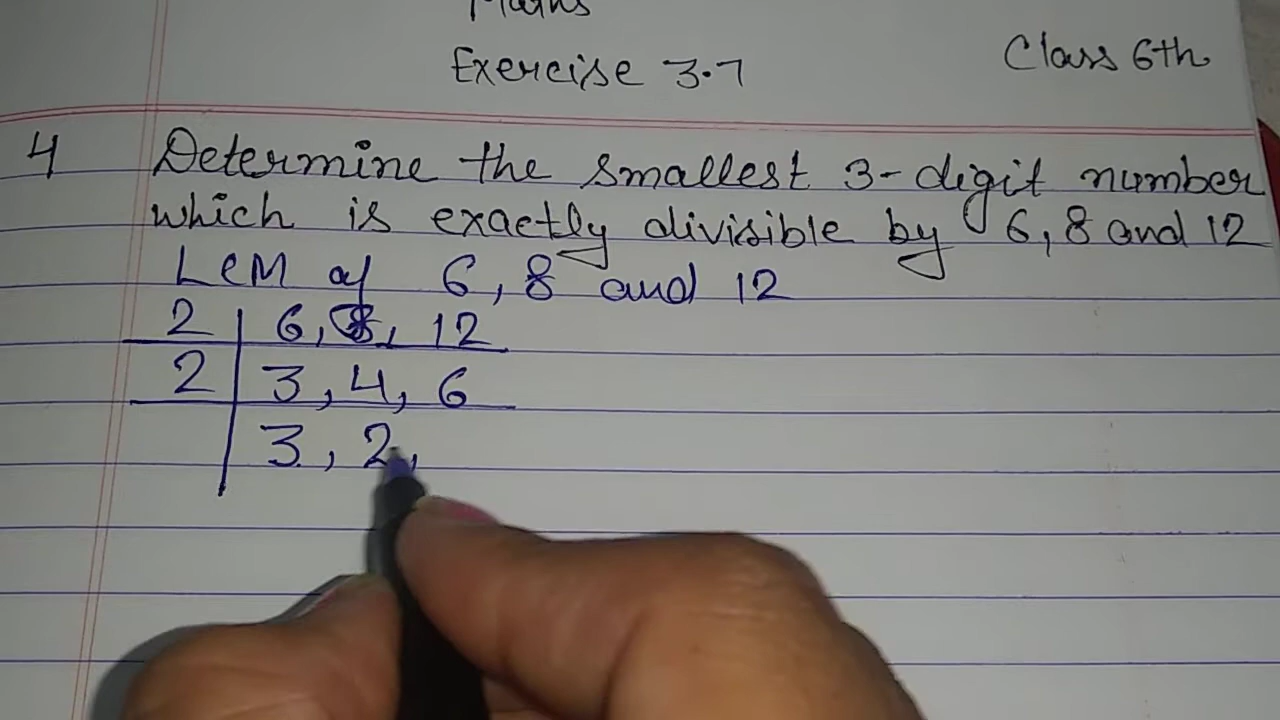 Maths
Exercise 3.7
Class 6th
4 Determine the smallest 3-digit number
which is exactly divisible by 6, 8 and 12
LCM of 6, 8 and 12
2 6, 8, 12
2 3, 4, 6
3, 2,